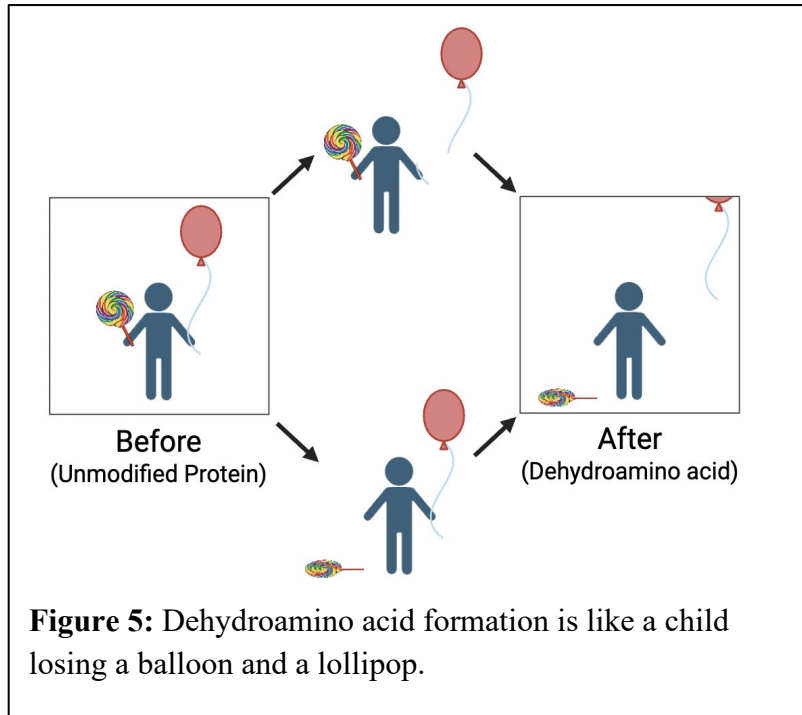 Before
(Unmodified Protein)
After
(Dehydroamino acid)
Figure 5: Dehydroamino acid formation is like a child
losing a balloon and a lollipop.